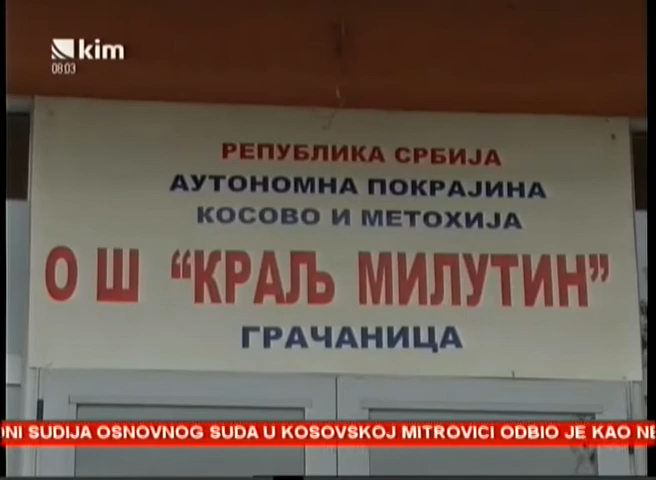 kim
08:03
РЕПУБЛИКА СРБИЈА
АУТОНОМНА ПОКРАЈИНА
КОСОВО И МЕТОХИЈА
О Ш “КРАЉ МИЛУТИН”
ГРАЧАНИЦА
SUDIJA OSNOVNOG SUDA U KOSOVSKOJ MITROVICI ODBIO JE KAO